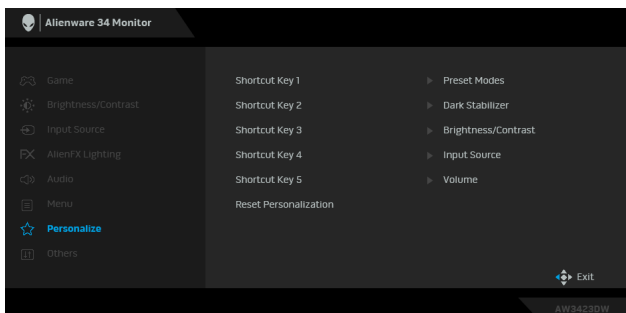 Alienware 34 Monitor
Game
Brightness/Contrast
Input Source
AlienFX Lighting
Audio
Menu
Personalize
Others
Shortcut Key 1 Preset Modes
Shortcut Key 2 Dark Stabilizer
Shortcut Key 3 Brightness/Contrast
Shortcut Key 4 Input Source
Shortcut Key 5 Volume
Reset Personalization
Exit
AW3423DW